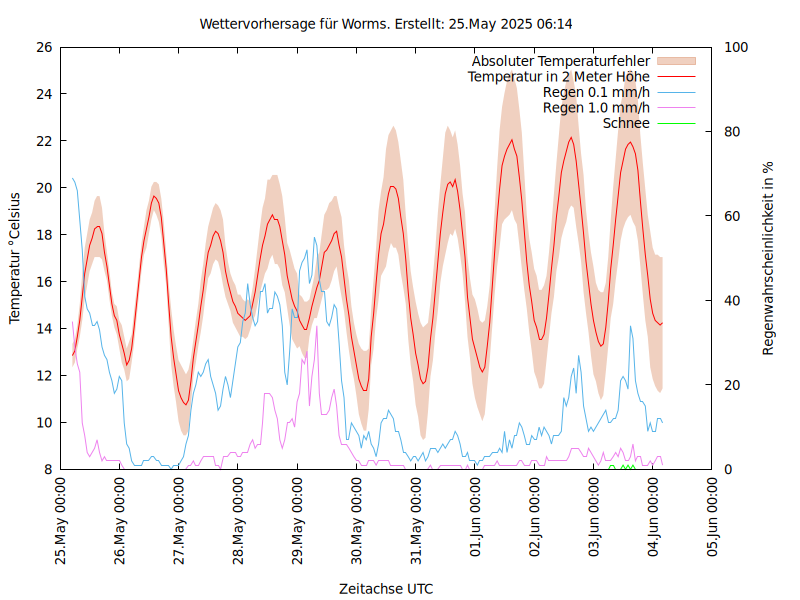 Wettervorhersage für Worms. Erstellt: 25.May 2025 06:14
26
24
22
20
18
16
14
12
10
8
100
80
60
40
20
0
Temperatur °Celsius
Regenwahrscheinlichkeit in %
Absoluter Temperaturfehler
Temperatur in 2 Meter Höhe
Regen 0.1 mm/h
Regen 1.0 mm/h
Schnee
25.May 00:00
26.May 00:00
27.May 00:00
28.May 00:00
29.May 00:00
30.May 00:00
31.May 00:00
01.Jun 00:00
02.Jun 00:00
03.Jun 00:00
04.Jun 00:00
05.Jun 00:00
Zeitachse UTC